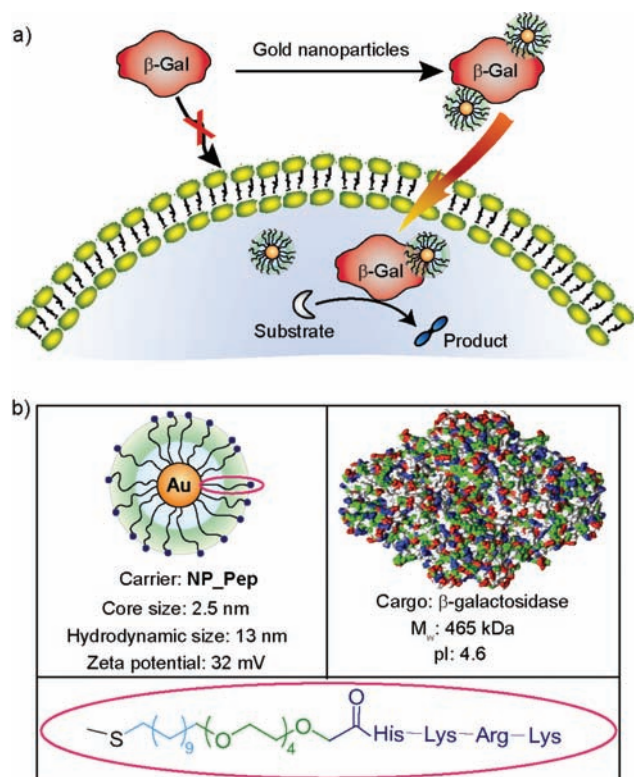 a)
β-Gal
Gold nanoparticles
β-Gal
β-Gal
Substrate
Product
b)
Au
Carrier: NP_Pep
Core size: 2.5 nm
Hydrodynamic size: 13 nm
Zeta potential: 32 mV
Cargo: β-galactosidase
Mw: 465 kDa
pI: 4.6
O
S ( )9 ( O )4 O His-Lys-Arg-Lys